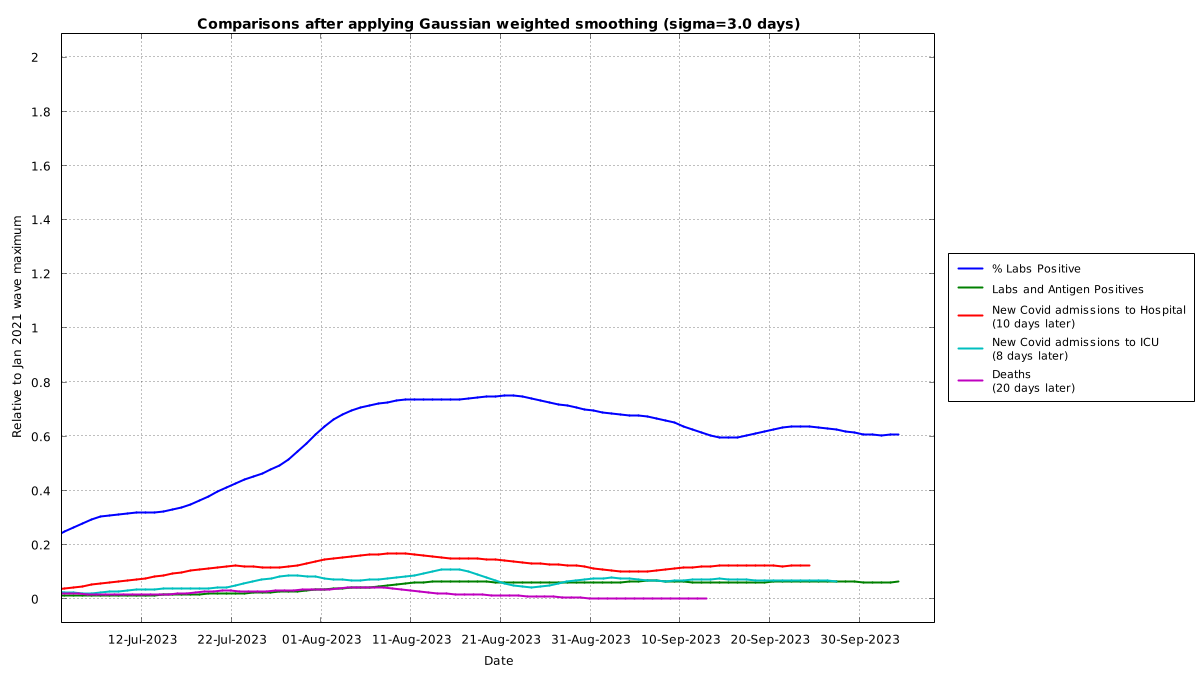 Comparisons after applying Gaussian weighted smoothing (sigma=3.0 days)
Relative to Jan 2021 wave maximum
2
1.8
1.6
1.4
1.2
1
0.8
0.6
0.4
0.2
0
12-Jul-2023 22-Jul-2023 01-Aug-2023 11-Aug-2023 21-Aug-2023 31-Aug-2023 10-Sep-2023 20-Sep-2023 30-Sep-2023
Date
% Labs Positive
Labs and Antigen Positives
New Covid admissions to Hospital
(10 days later)
New Covid admissions to ICU
(8 days later)
Deaths
(20 days later)